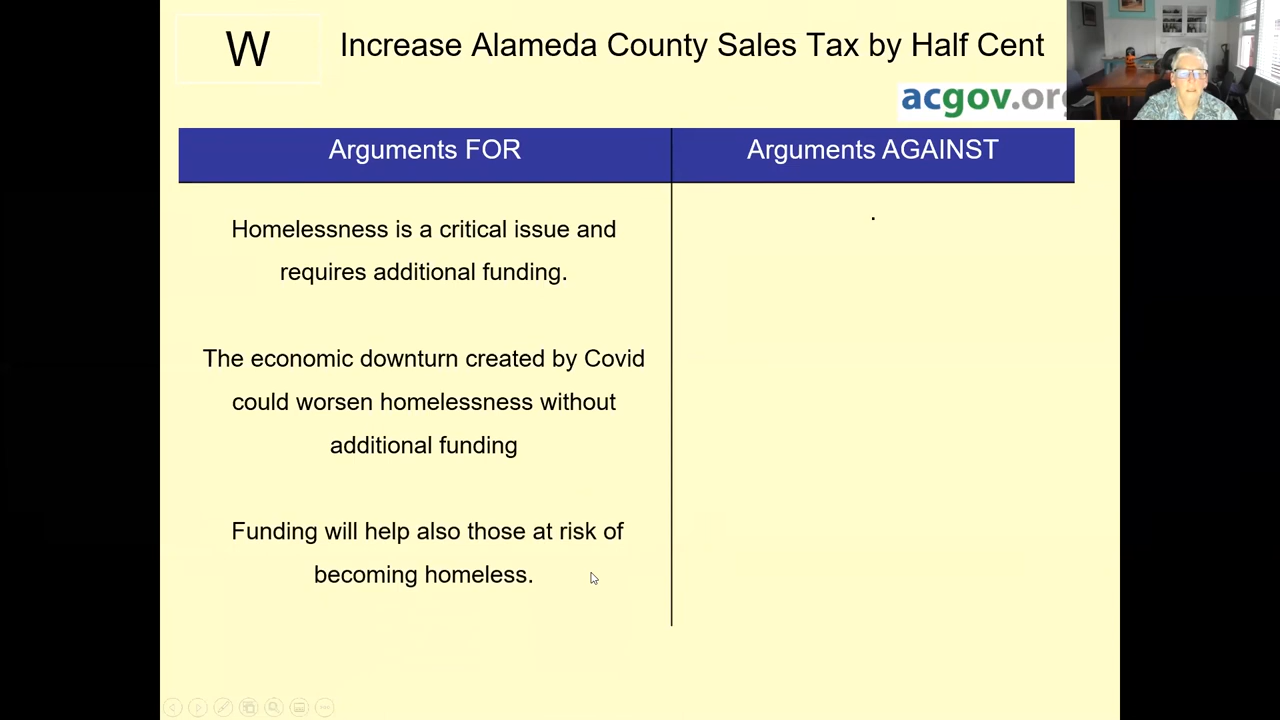 W
Increase Alameda County Sales Tax by Half Cent
acgov.org
Arguments FOR
Arguments AGAINST
Homelessness is a critical issue and
requires additional funding.
The economic downturn created by Covid
could worsen homelessness without
additional funding
Funding will help also those at risk of
becoming homeless.
.